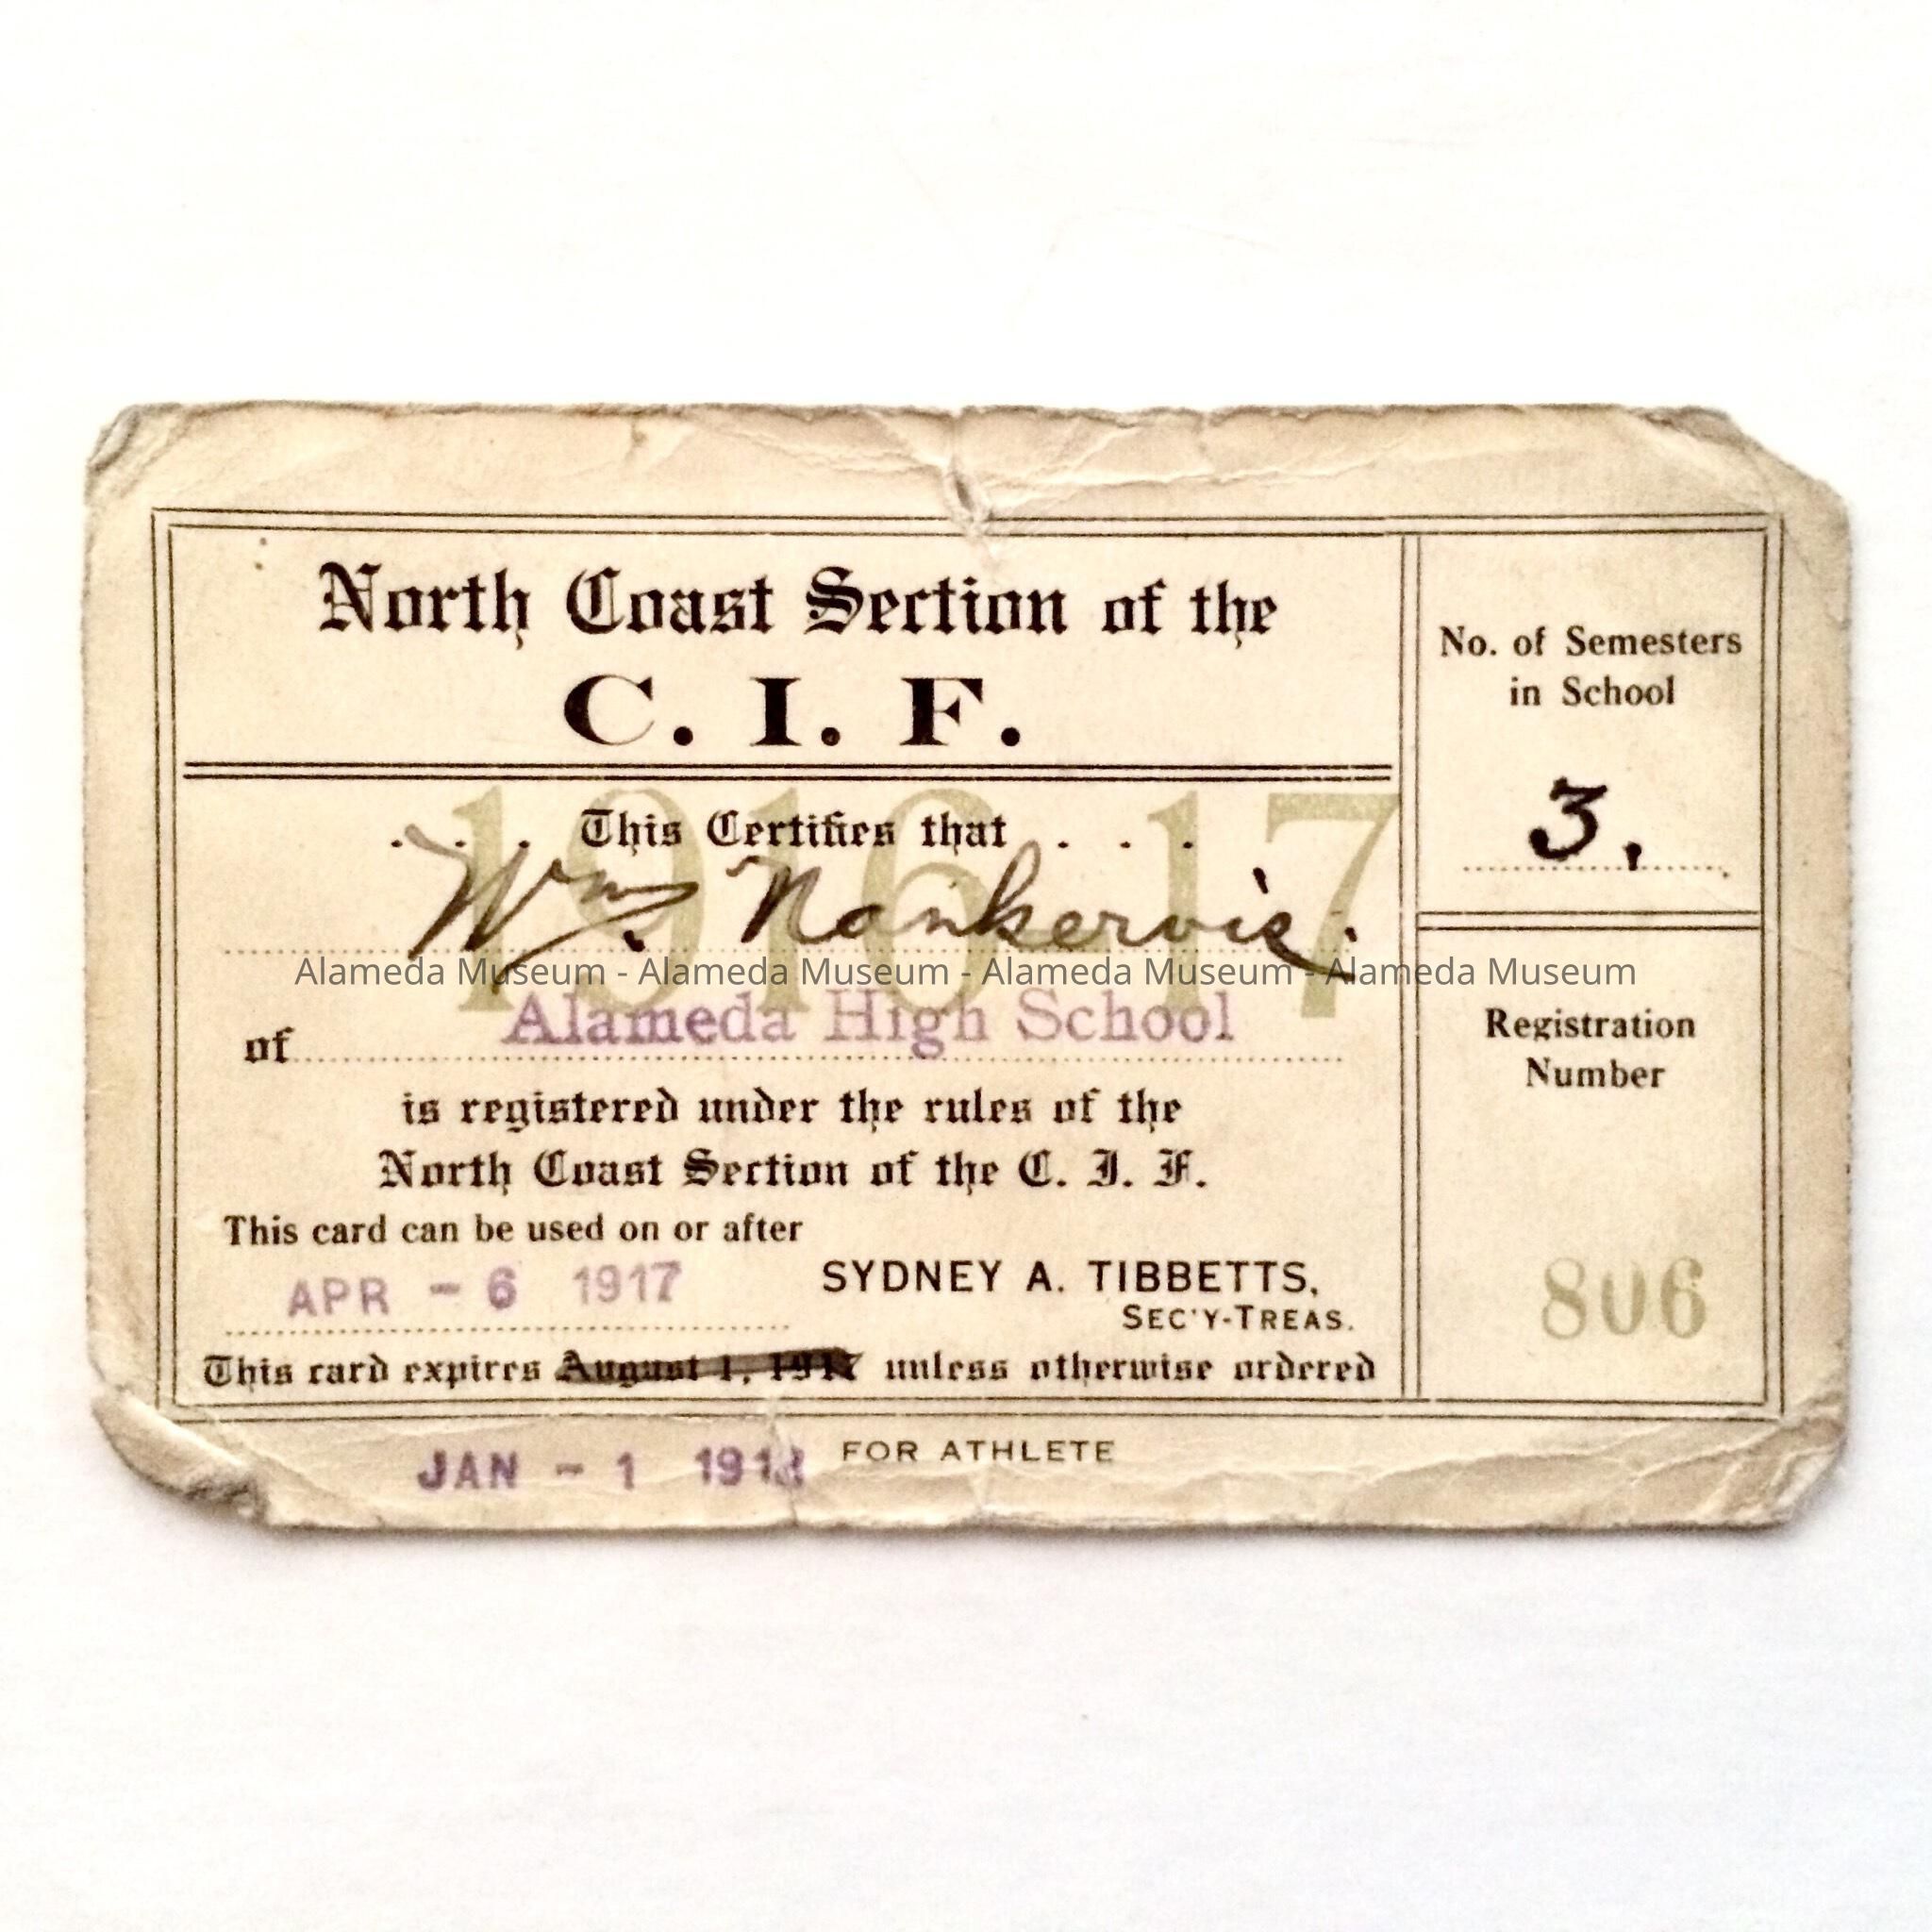 North Coast Section of the
C. I. F.
1916-17
. . . This Certifies that . . .
Wm. Nankervis.
Alameda Museum - Alameda Museum - Alameda Museum - Alameda Museum
of Alameda High School
is registered under the rules of the
North Coast Section of the C. I. F.
This card can be used on or after
APR - 6 1917
SYDNEY A. TIBBETTS,
SEC'Y-TREAS.
This card expires August 1, 1917 unless otherwise ordered
JAN - 1 1918
FOR ATHLETE
No. of Semesters
in School
3.
Registration
Number
806